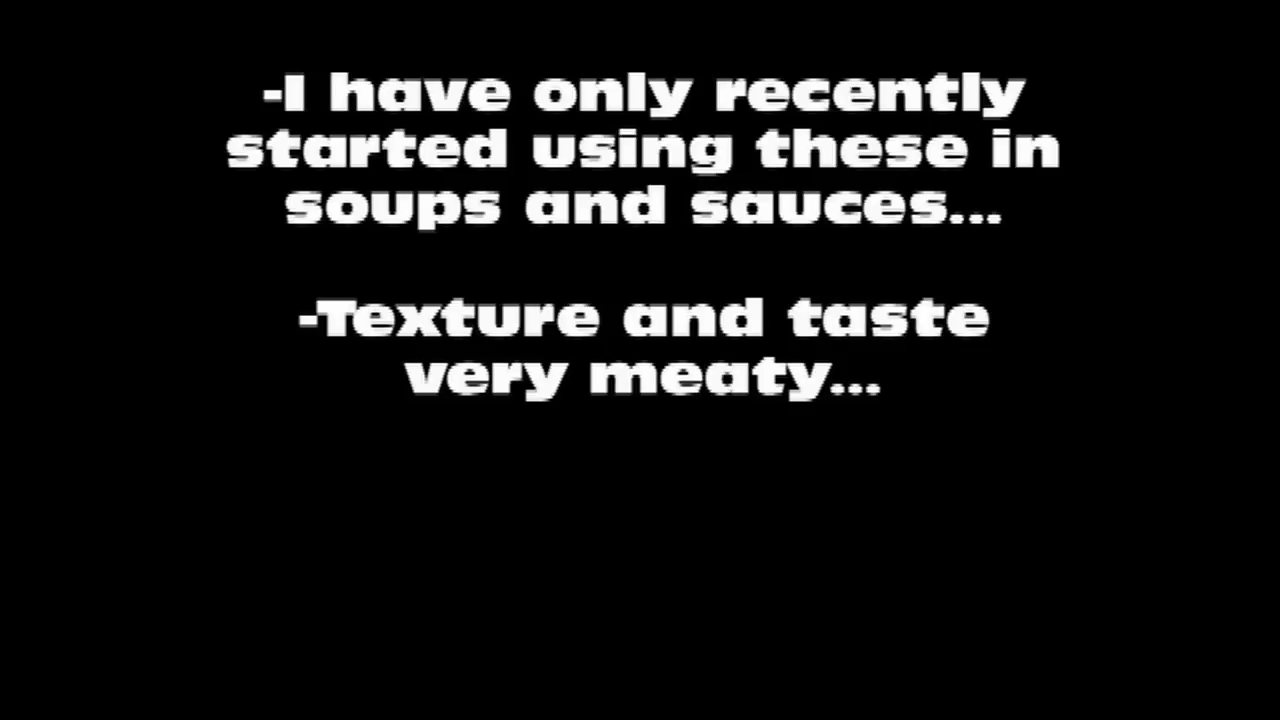 -I have only recently
started using these in
soups and sauces...
-Texture and taste
very meaty...